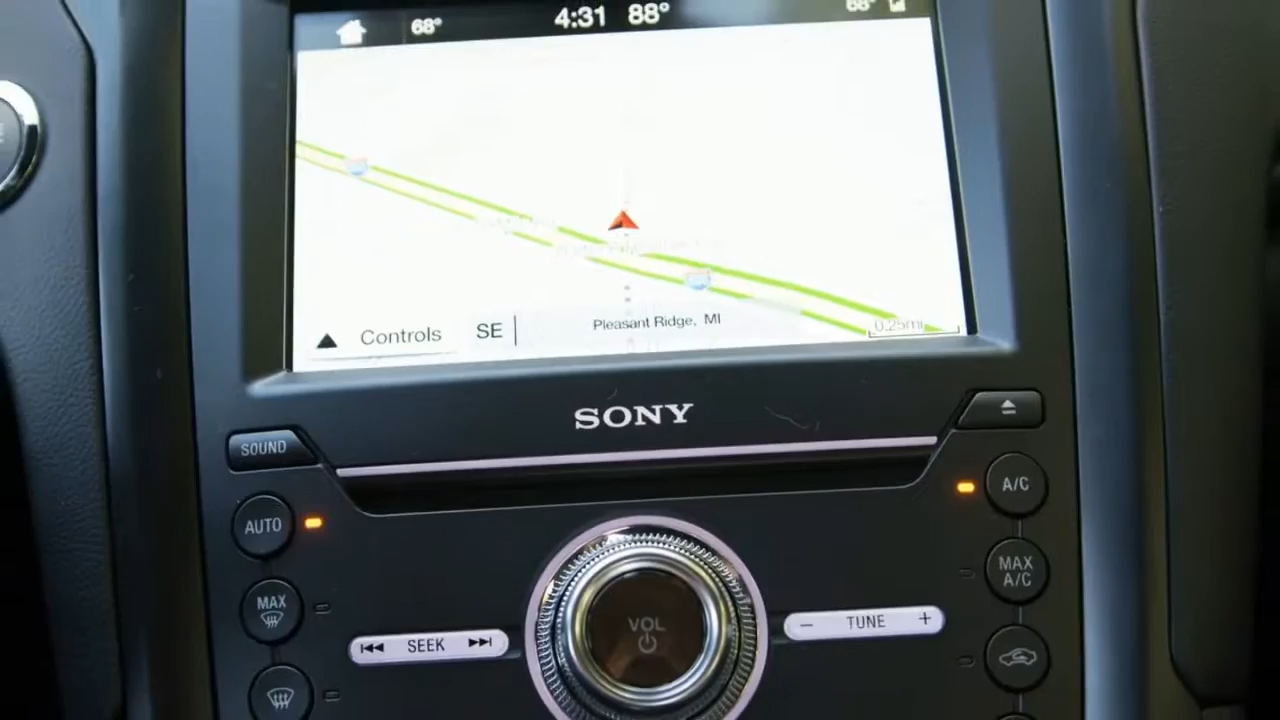 68° 4:31 88° 68°
0.25mi
Controls SE Pleasant Ridge, MI
SONY
SOUND
A/C
AUTO
MAX
A/C
MAX
VOL
− TUNE +
SEEK